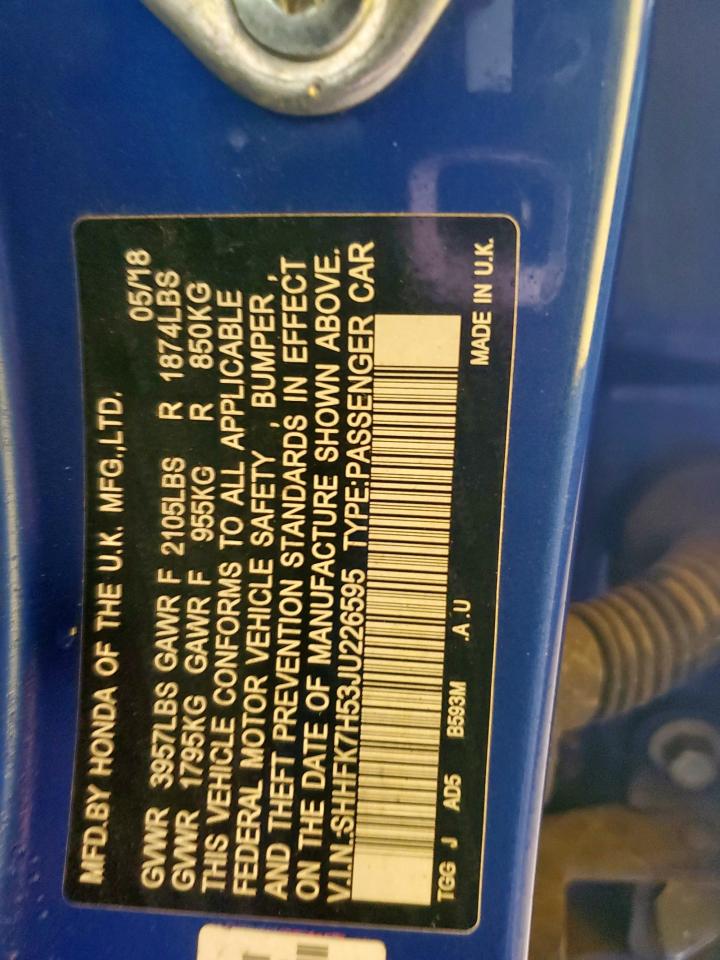 MFD.BY HONDA OF THE U.K. MFG.,LTD.
05/18
GVWR 3957LBS GAWR F 2105LBS R 1874LBS
GVWR 1795KG GAWR F 955KG R 850KG
THIS VEHICLE CONFORMS TO ALL APPLICABLE
FEDERAL MOTOR VEHICLE SAFETY , BUMPER ,
AND THEFT PREVENTION STANDARDS IN EFFECT
ON THE DATE OF MANUFACTURE SHOWN ABOVE.
V.I.N.:SHHFK7H53JU226595 TYPE:PASSENGER CAR
TGG J AD5 B593M .A.U
MADE IN U.K.